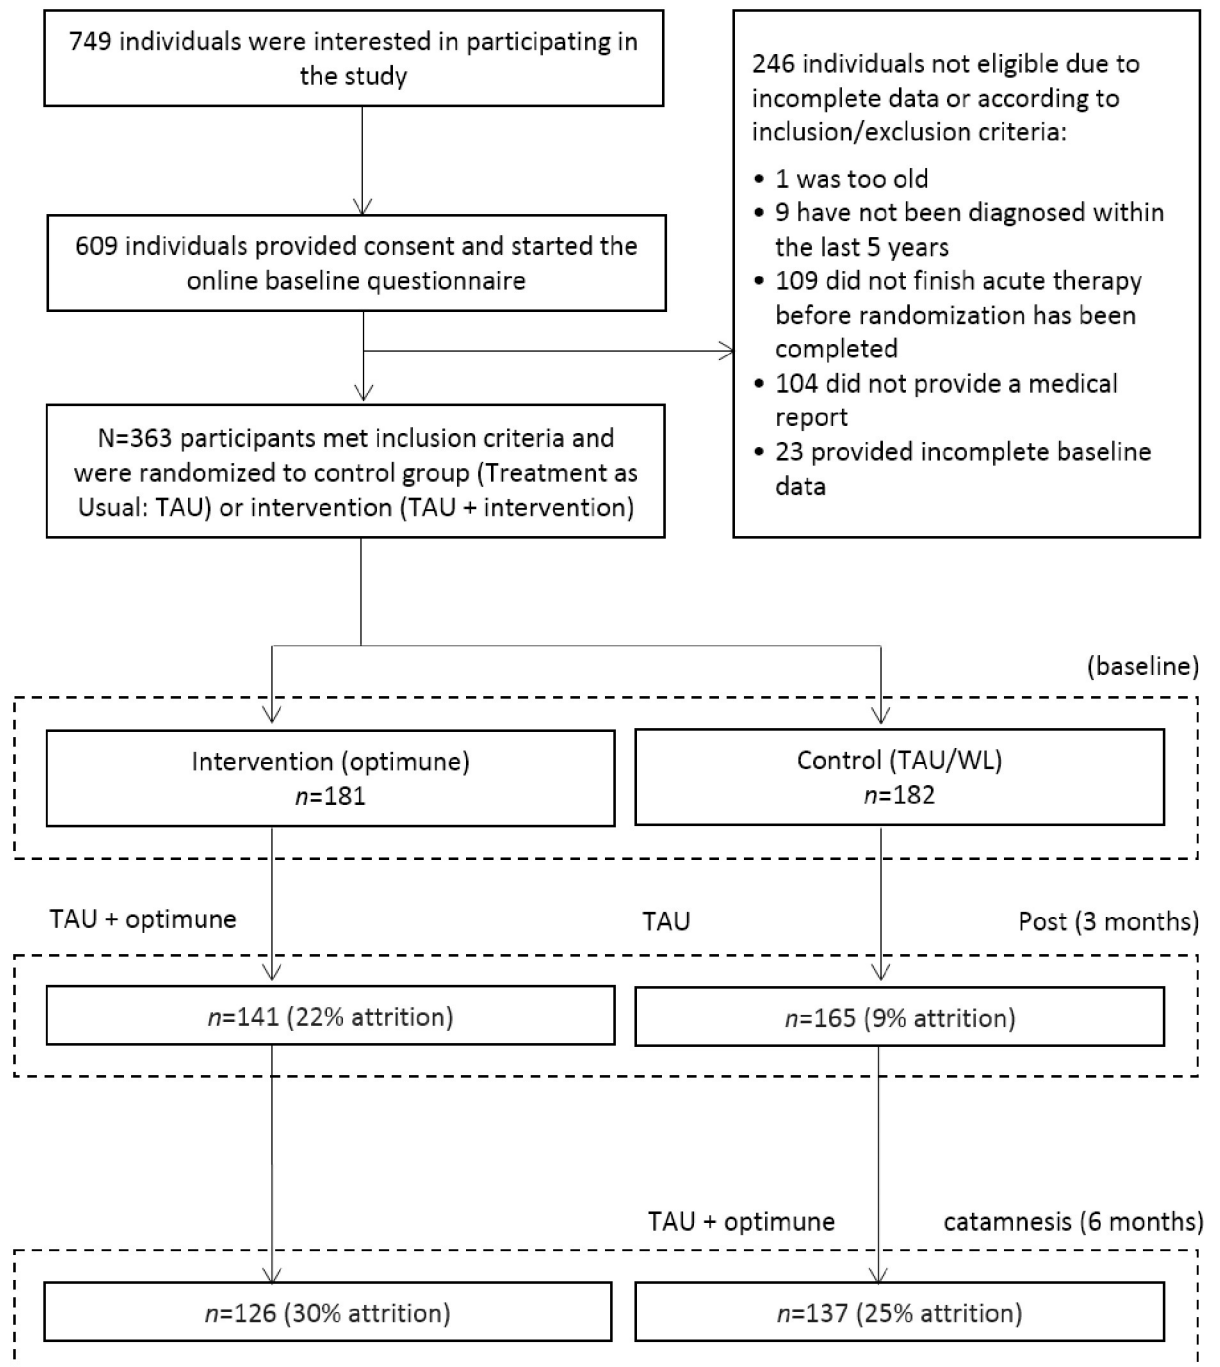 749 individuals were interested in participating in
the study
246 individuals not eligible due to
incomplete data or according to
inclusion/exclusion criteria:
• 1 was too old
• 9 have not been diagnosed within
the last 5 years
• 109 did not finish acute therapy
before randomization has been
completed
• 104 did not provide a medical
report
• 23 provided incomplete baseline
data
609 individuals provided consent and started the
online baseline questionnaire
N=363 participants met inclusion criteria and
were randomized to control group (Treatment as
Usual: TAU) or intervention (TAU + intervention)
(baseline)
Intervention (optimune)
n=181
Control (TAU/WL)
n=182
TAU + optimune
TAU
Post (3 months)
n=141 (22% attrition)
n=165 (9% attrition)
TAU + optimune
catamnesis (6 months)
n=126 (30% attrition)
n=137 (25% attrition)